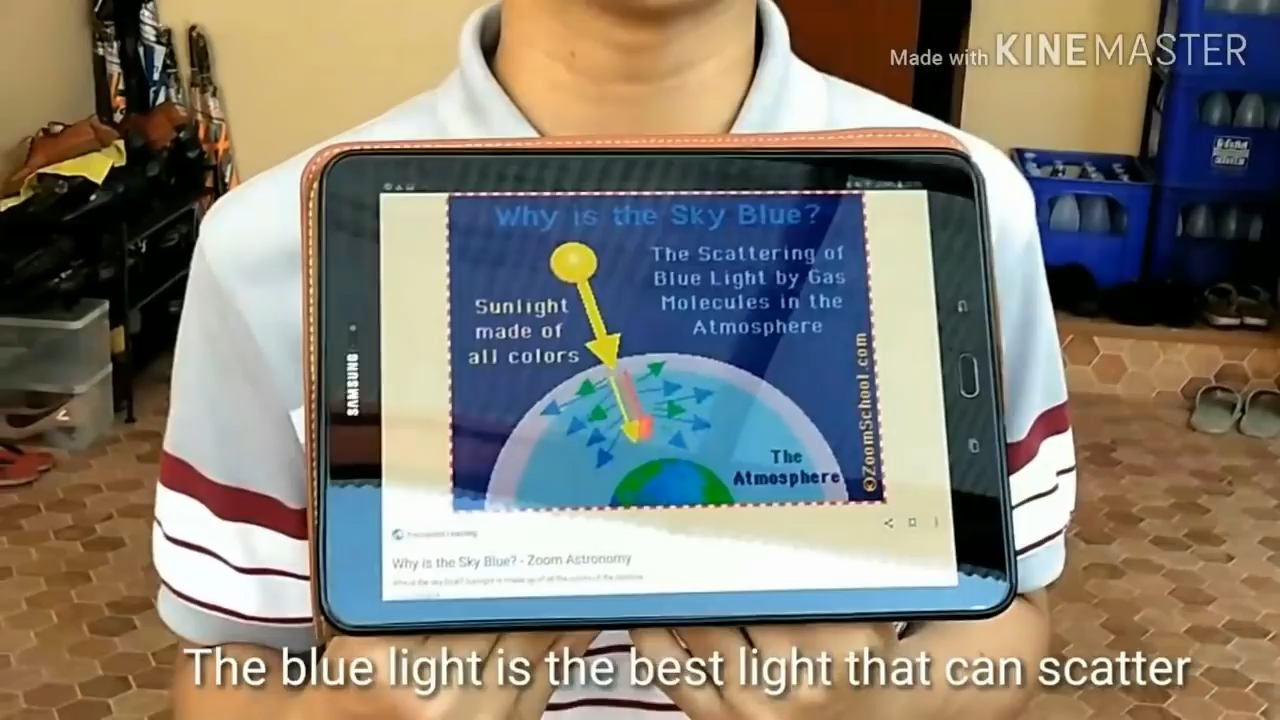 Made with KINEMASTER
Why is the Sky Blue?
The Scattering of
Blue Light by Gas
Molecules in the
Atmosphere
Sunlight
made of
all colors
©ZoomSchool.com
The
Atmosphere
SAMSUNG
Why is the Sky Blue? - Zoom Astronomy
The blue light is the best light that can scatter